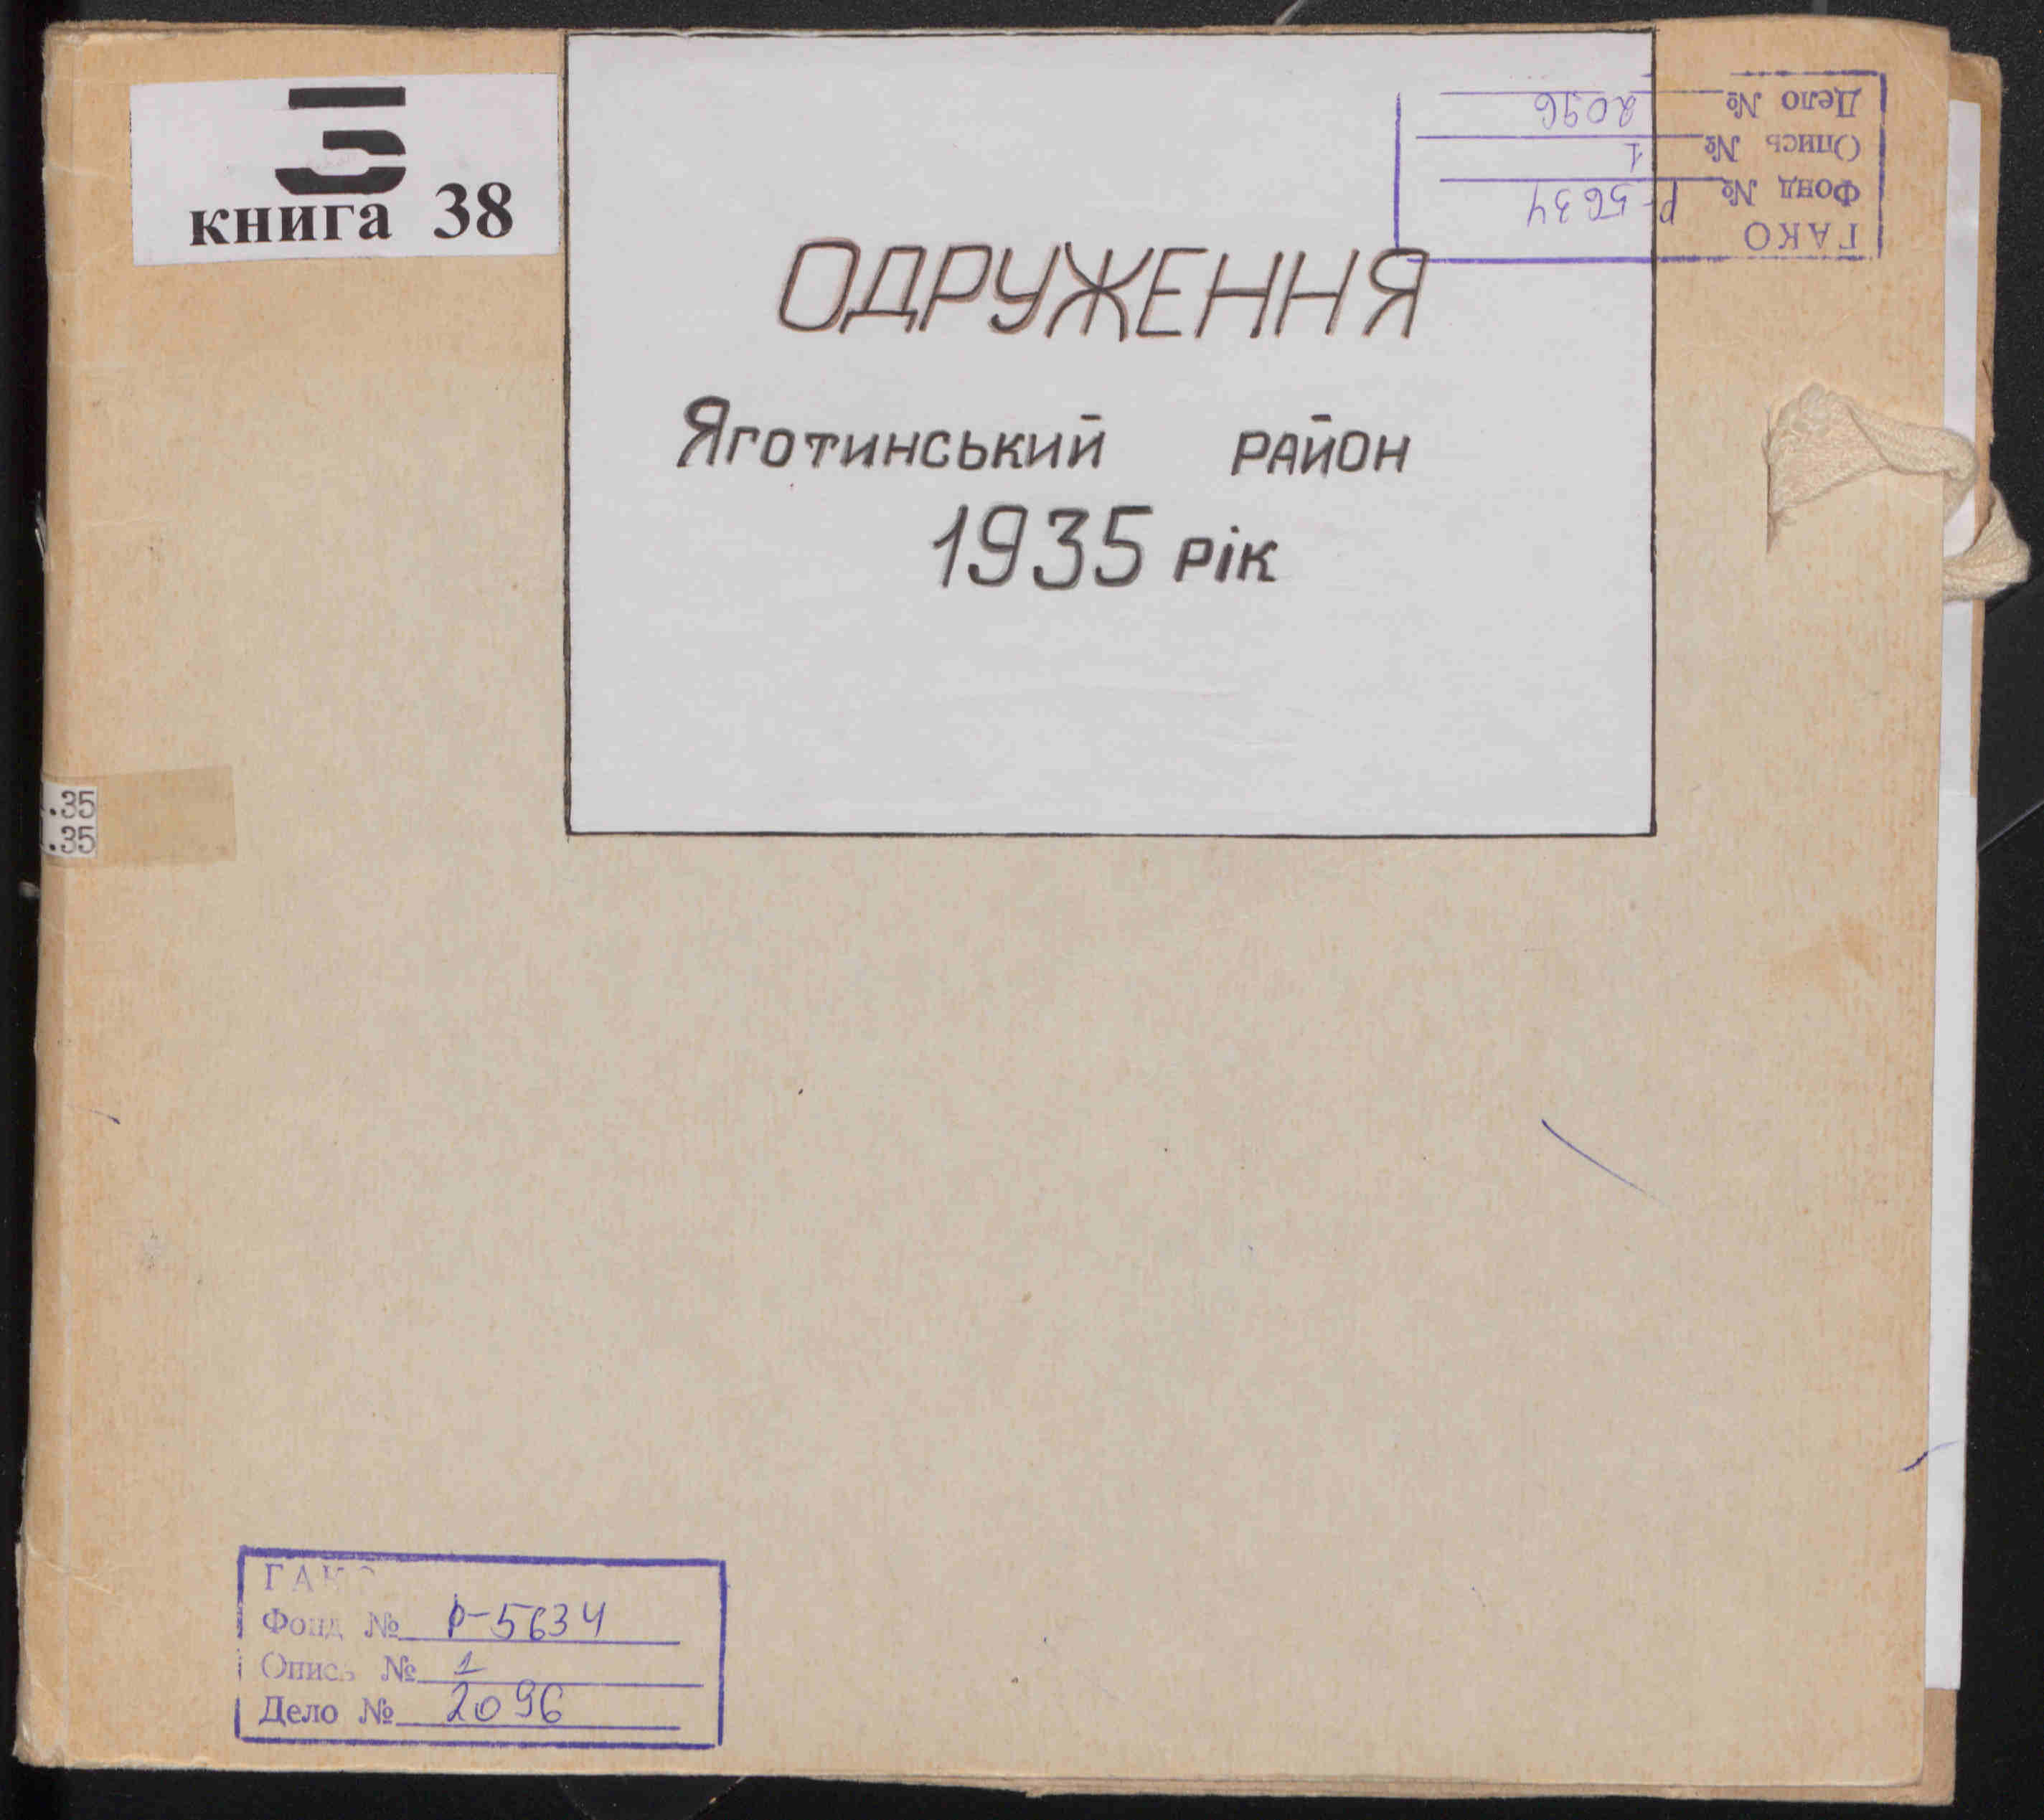 З
книга 38
ОДРУЖЕННЯ
Яготинський район
1935 рік
ГАКО
Фонд № Р-5634
Опись № 1
Дело № 2096
.35
.35
ГАКО
Фонд № Р-5634
Опись № 1
Дело № 2096